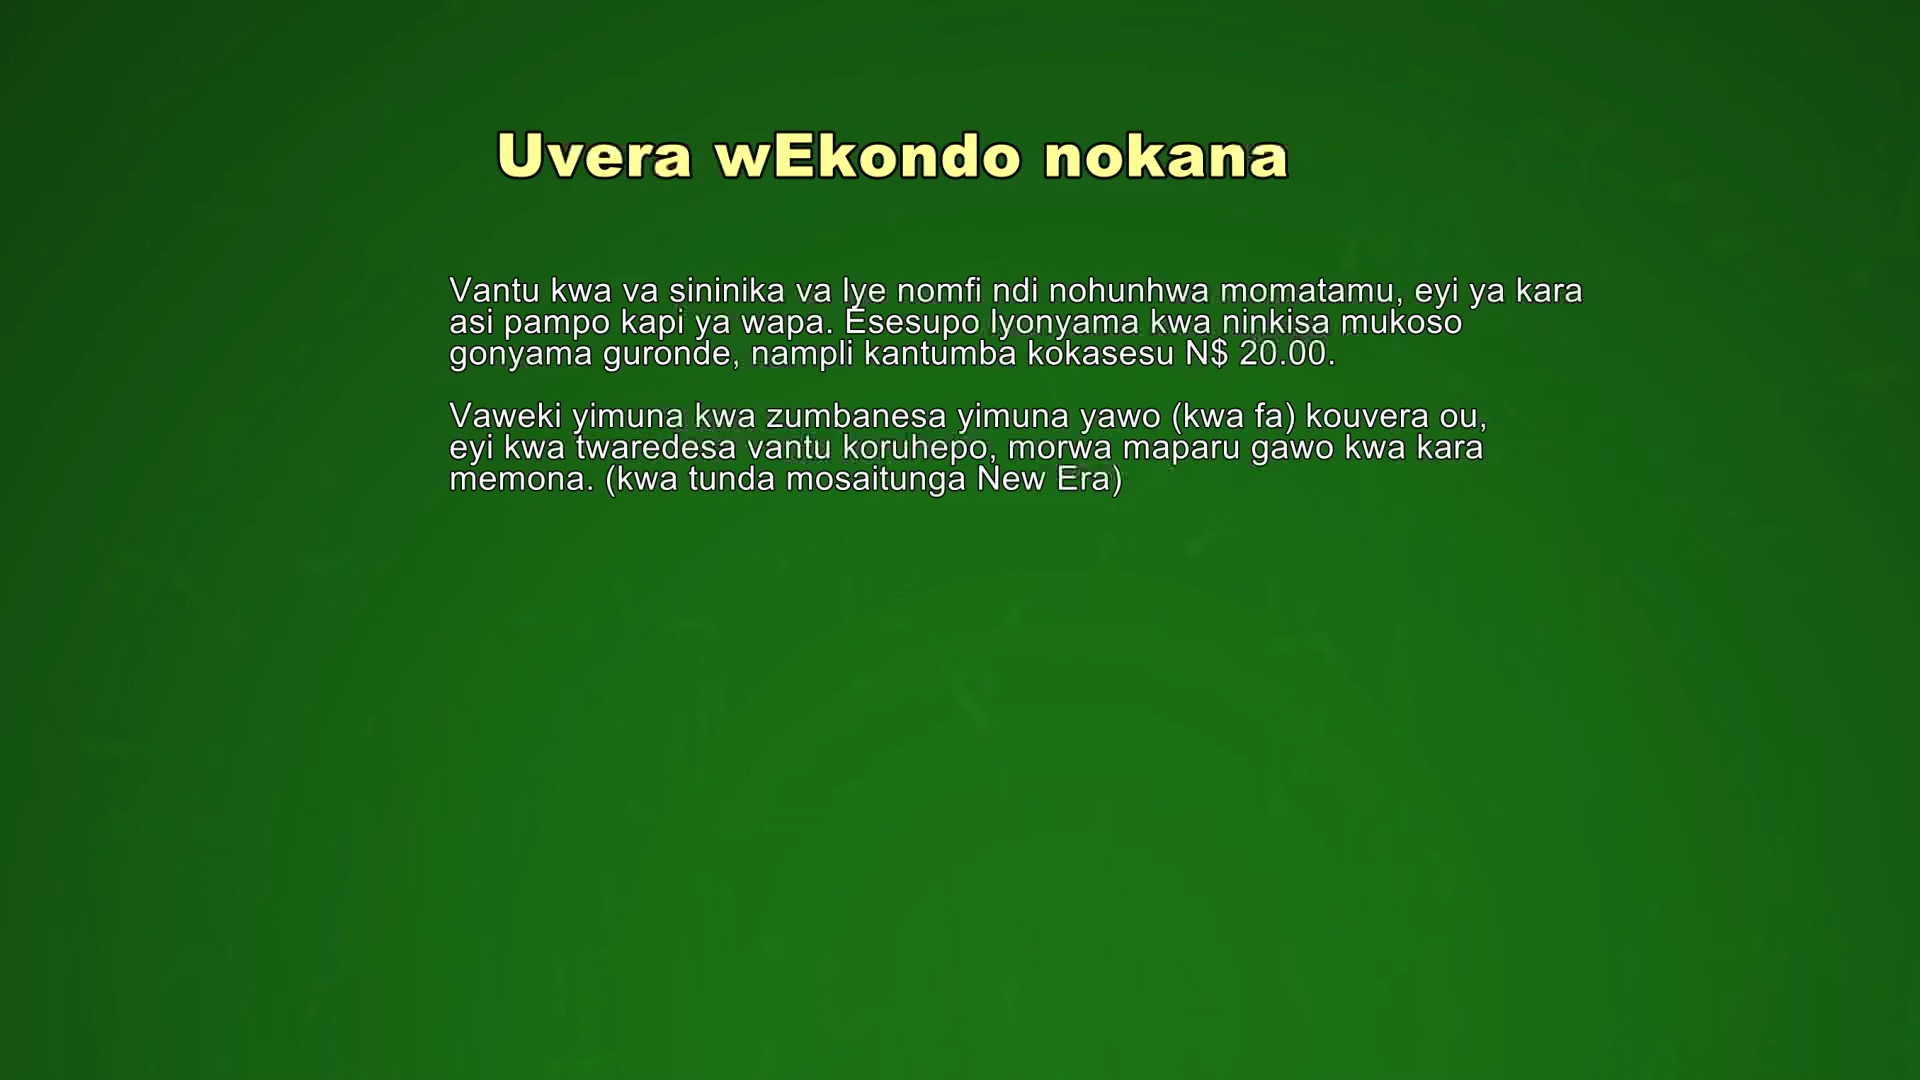 Uvera wEkondo nokana
Vantu kwa va sininika va lye nomfi ndi nohunhwa momatamu, eyi ya kara
asi pampo kapi ya wapa. Esesupo lyonyama kwa ninkisa mukoso
gonyama guronde, nampli kantumba kokasesu N$ 20.00.
Vaweki yimuna kwa zumbanesa yimuna yawo (kwa fa) kouvera ou,
eyi kwa twaredesa vantu koruhepo, morwa maparu gawo kwa kara
memona. (kwa tunda mosaitunga New Era)